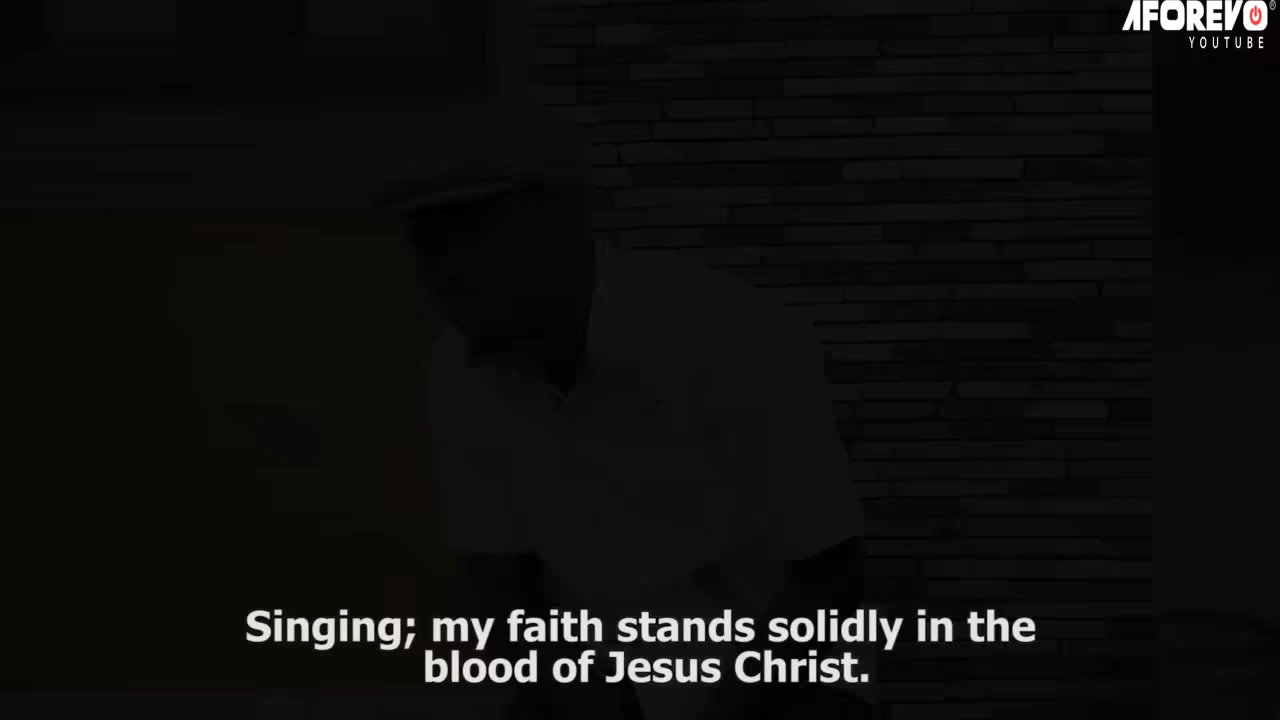 AFOREVO®
YOUTUBE
Singing; my faith stands solidly in the
blood of Jesus Christ.